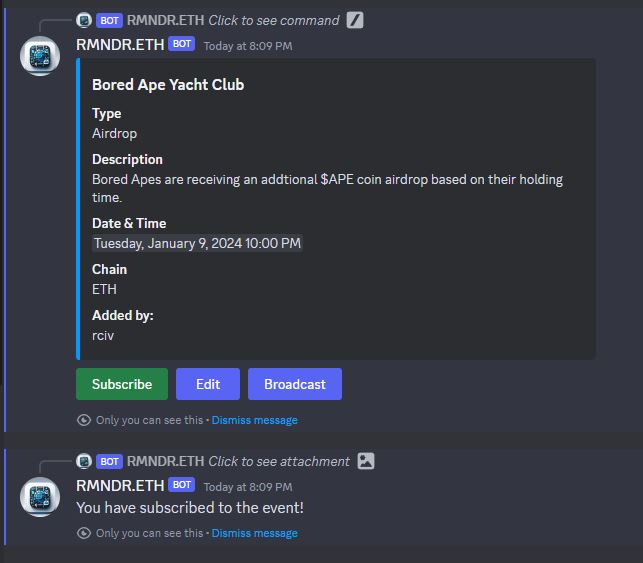 BOT RMNDR.ETH Click to see command
RMNDR.ETH BOT Today at 8:09 PM
Bored Ape Yacht Club
Type
Airdrop
Description
Bored Apes are receiving an addtional $APE coin airdrop based on their holding
time.
Date & Time
Tuesday, January 9, 2024 10:00 PM
Chain
ETH
Added by:
rciv
Subscribe Edit Broadcast
Only you can see this • Dismiss message
BOT RMNDR.ETH Click to see attachment
RMNDR.ETH BOT Today at 8:09 PM
You have subscribed to the event!
Only you can see this • Dismiss message